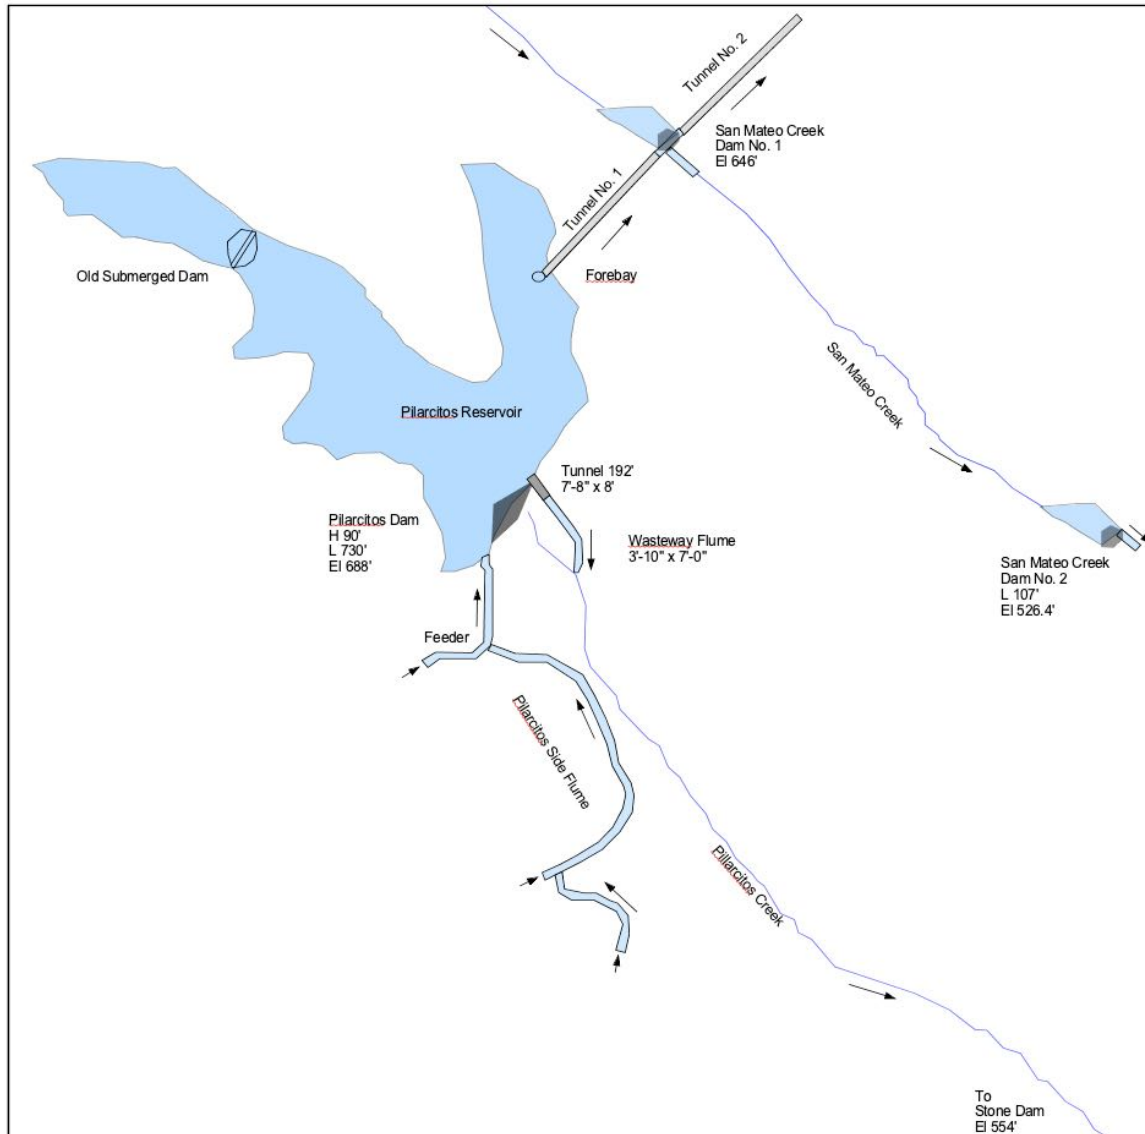 Tunnel No. 2
San Mateo Creek
Dam No. 1
El 646'
Tunnel No. 1
Old Submerged Dam
Forebay
San Mateo Creek
Pilarcitos Reservoir
Tunnel 192'
7'-8" x 8'
Pilarcitos Dam
H 90'
L 730'
El 688'
Wasteway Flume
3'-10" x 7'-0"
San Mateo Creek
Dam No. 2
L 107'
El 526.4'
Feeder
Pilarcitos Side Flume
Pillarcitos Creek
To
Stone Dam
El 554'